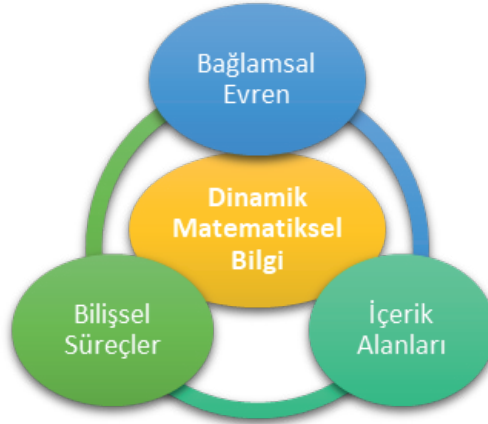 Bağlamsal
Evren
Dinamik
Matematiksel
Bilgi
Bilişsel
Süreçler
İçerik
Alanları